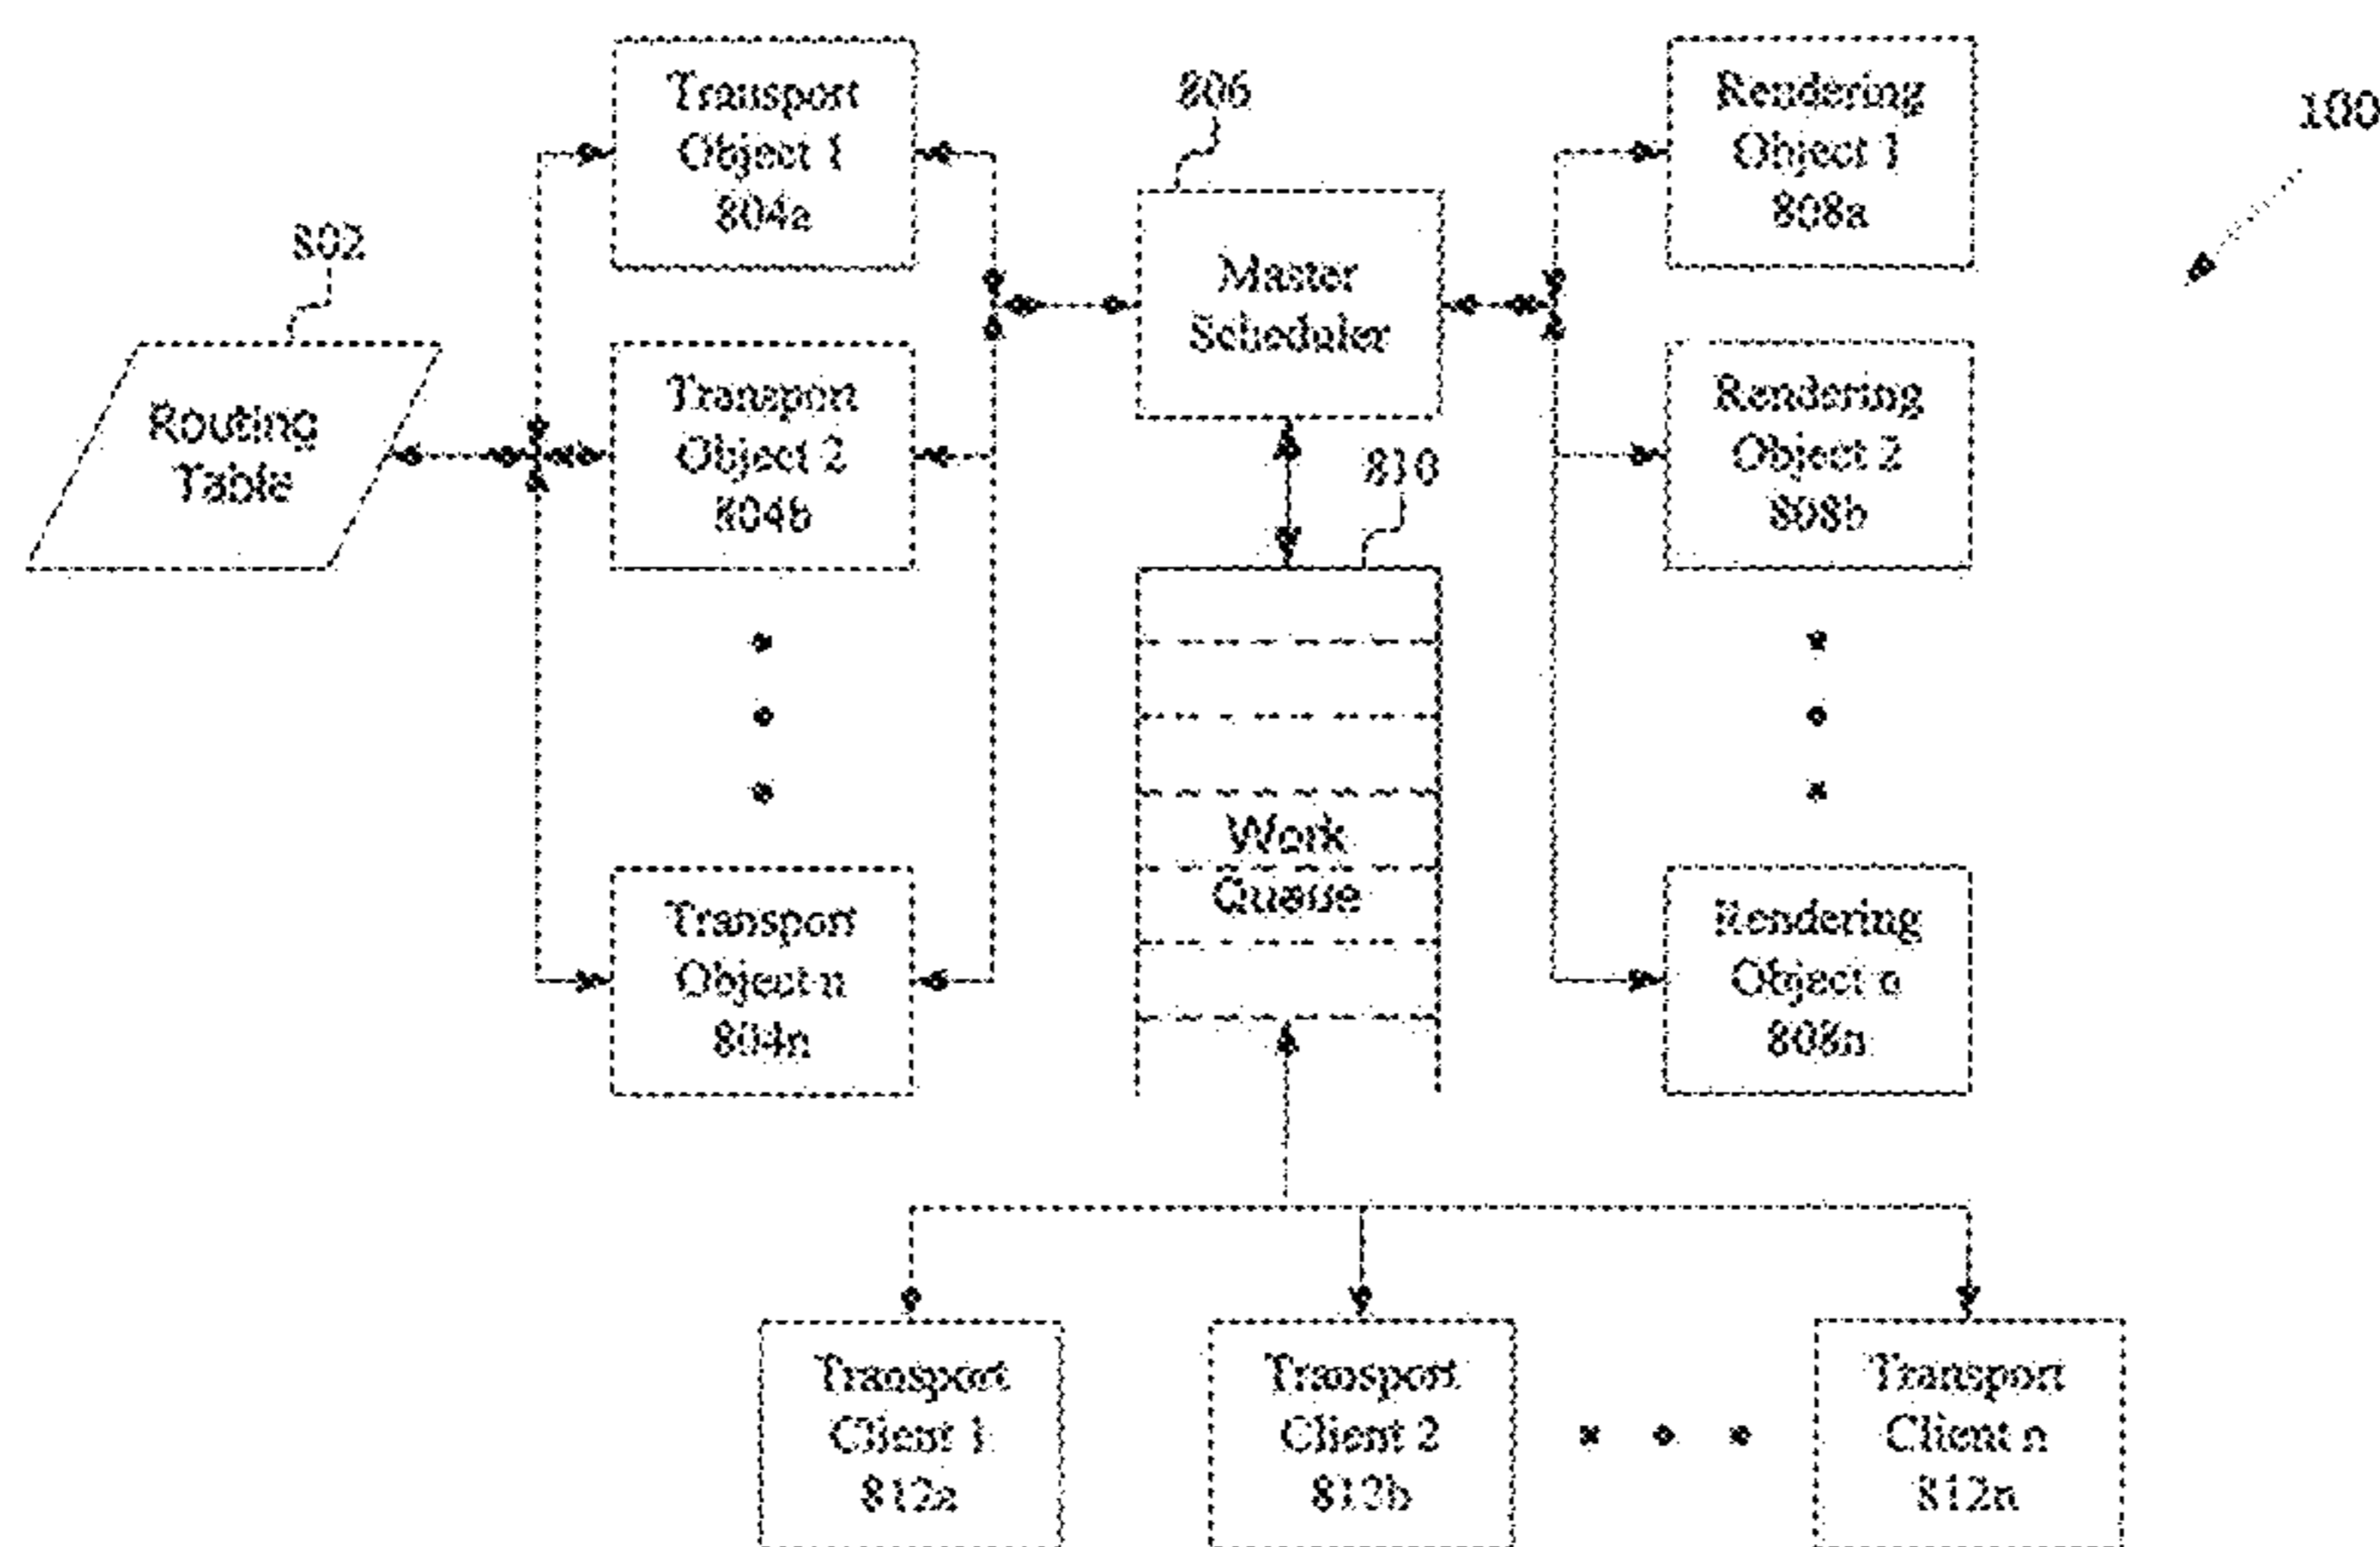 100
802
Routing
Table
Transport
Object 1
804a
Transport
Object 2
804b
Transport
Object n
804n
806
Master
Scheduler
810
Work
Queue
Rendering
Object 1
808a
Rendering
Object 2
808b
Rendering
Object n
808n
Transport
Client 1
812a
Transport
Client 2
812b
Transport
Client n
812n